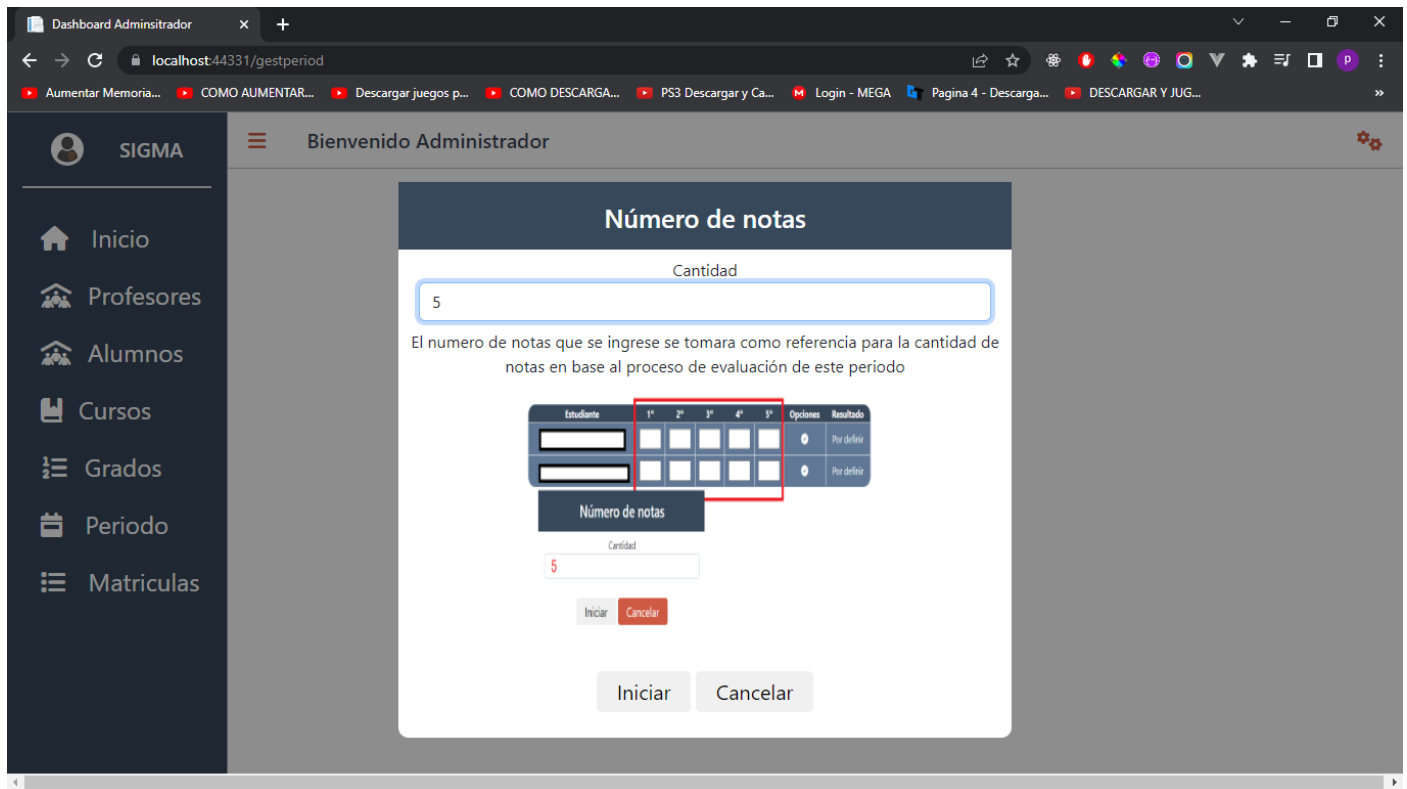 Dashboard Adminsitrador
localhost:44331/gestperiod
P
Aumentar Memoria... COMO AUMENTAR... Descargar juegos p... COMO DESCARGA... PS3 Descargar y Ca... Login - MEGA Pagina 4 - Descarga... DESCARGAR Y JUG... »
SIGMA
Bienvenido Administrador
Inicio
Profesores
Alumnos
Cursos
Grados
Periodo
Matriculas
Número de notas
Cantidad
5
El numero de notas que se ingrese se tomara como referencia para la cantidad de
notas en base al proceso de evaluación de este periodo
Estudiante 1° 2° 3° 4° 5° Opciones Resultado
Por definir
Por definir
Número de notas
Cantidad
5
Iniciar Cancelar
Iniciar Cancelar